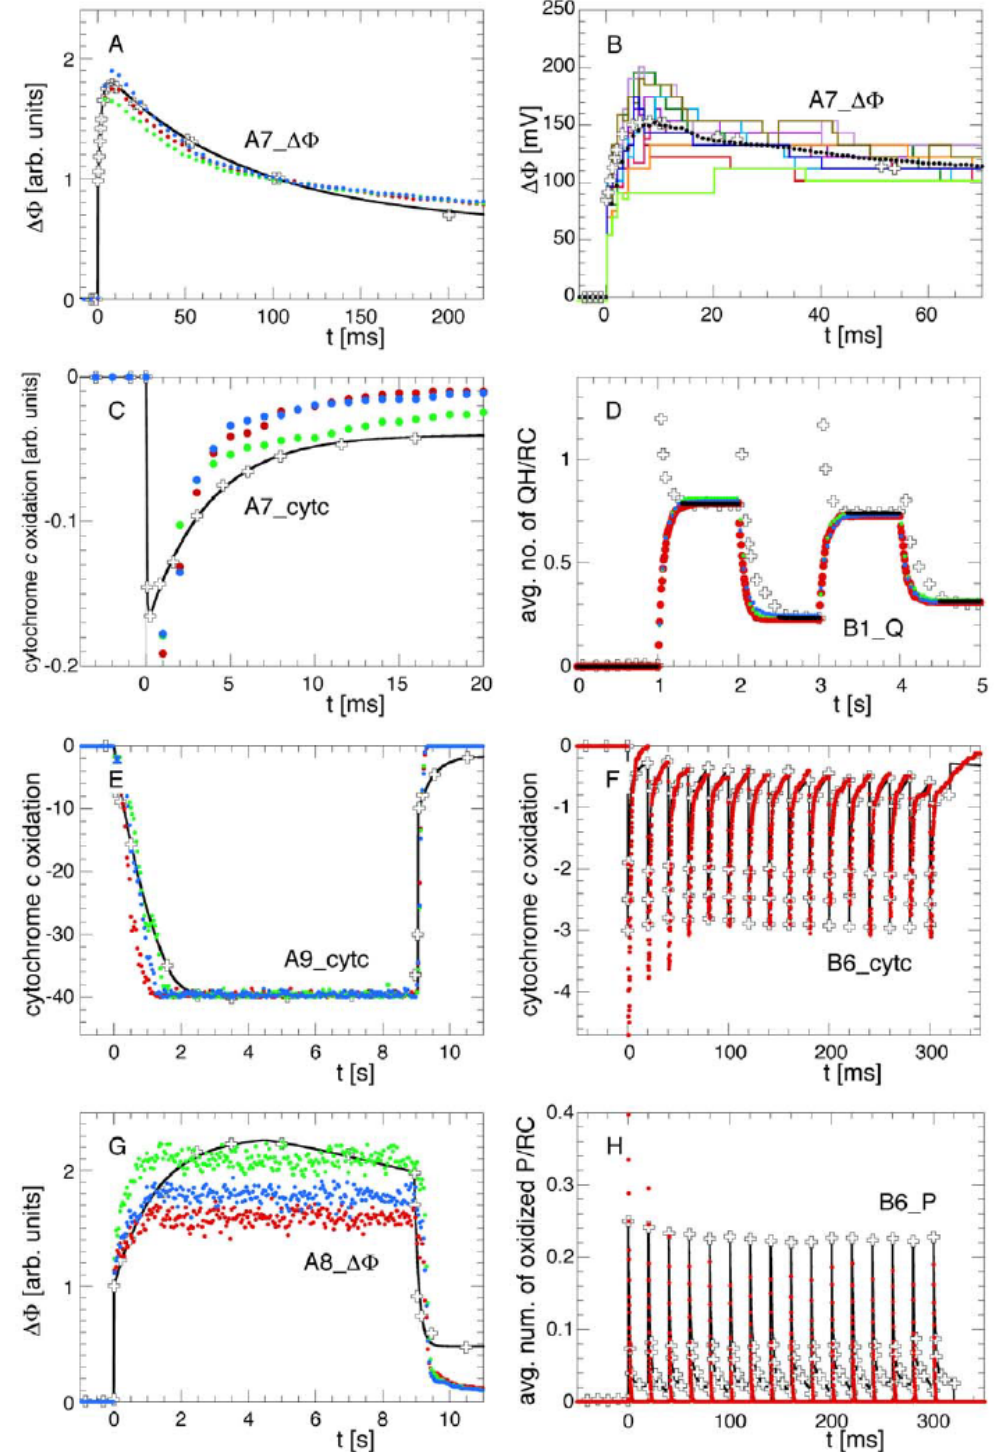 A
2
1
0
ΔΦ [arb. units]
A7_ΔΦ
0
50
100
150
200
t [ms]
B
250
200
150
100
50
0
ΔΦ [mV]
A7_ΔΦ
0
20
40
60
t [ms]
C
0
-0.1
-0.2
cytochrome c oxidation [arb. units]
A7_cytc
0
5
10
15
20
t [ms]
D
1
0.5
0
avg. no. of QH/RC
B1_Q
0
1
2
3
4
5
t [s]
E
0
-10
-20
-30
-40
cytochrome c oxidation
A9_cytc
0
2
4
6
8
10
t [s]
F
0
-1
-2
-3
-4
cytochrome c oxidation
B6_cytc
0
100
200
300
t [ms]
G
2
1
0
ΔΦ [arb. units]
A8_ΔΦ
0
2
4
6
8
10
t [s]
H
0.4
0.3
0.2
0.1
0
avg. num. of oxidized P/RC
B6_P
0
100
200
300
t [ms]